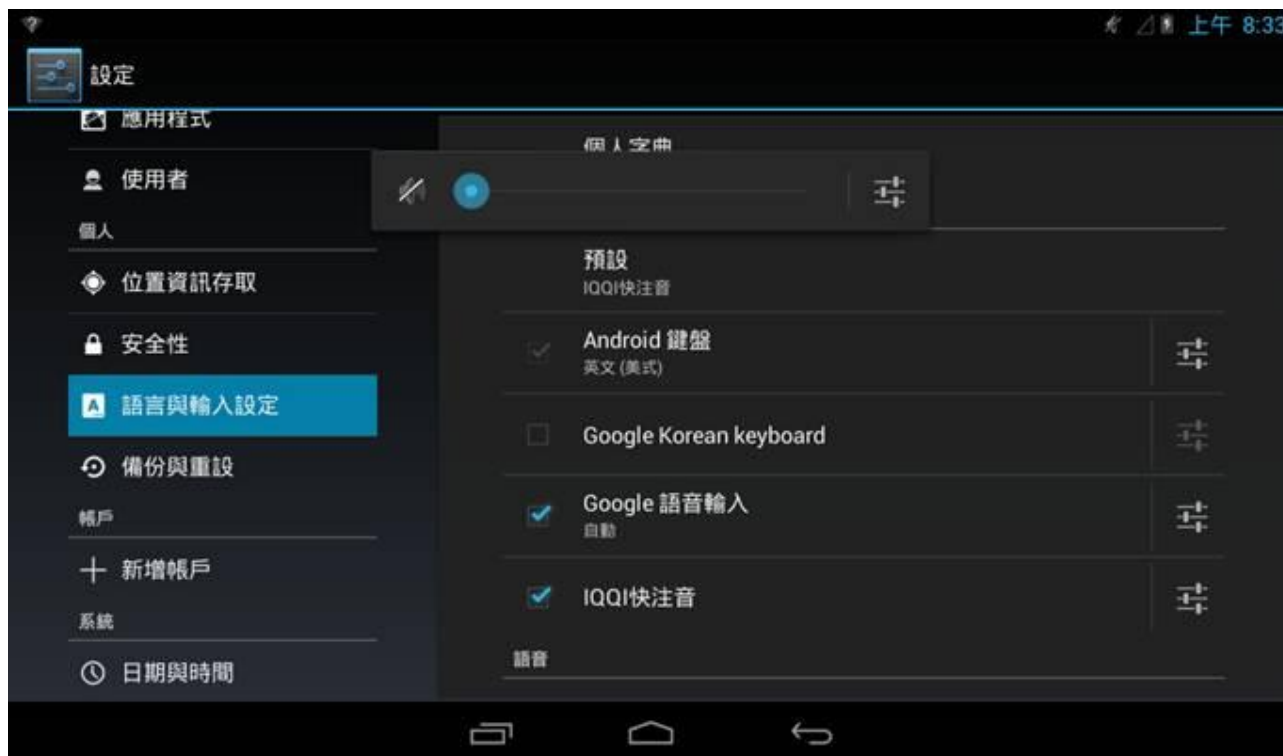 上午 8:33
設定
應用程式
使用者
個人
位置資訊存取
安全性
語言與輸入設定
備份與重設
帳戶
新增帳戶
系統
日期與時間
個人字典
預設
IQQI快注音
Android 鍵盤
英文 (美式)
Google Korean keyboard
Google 語音輸入
自動
IQQI快注音
語音